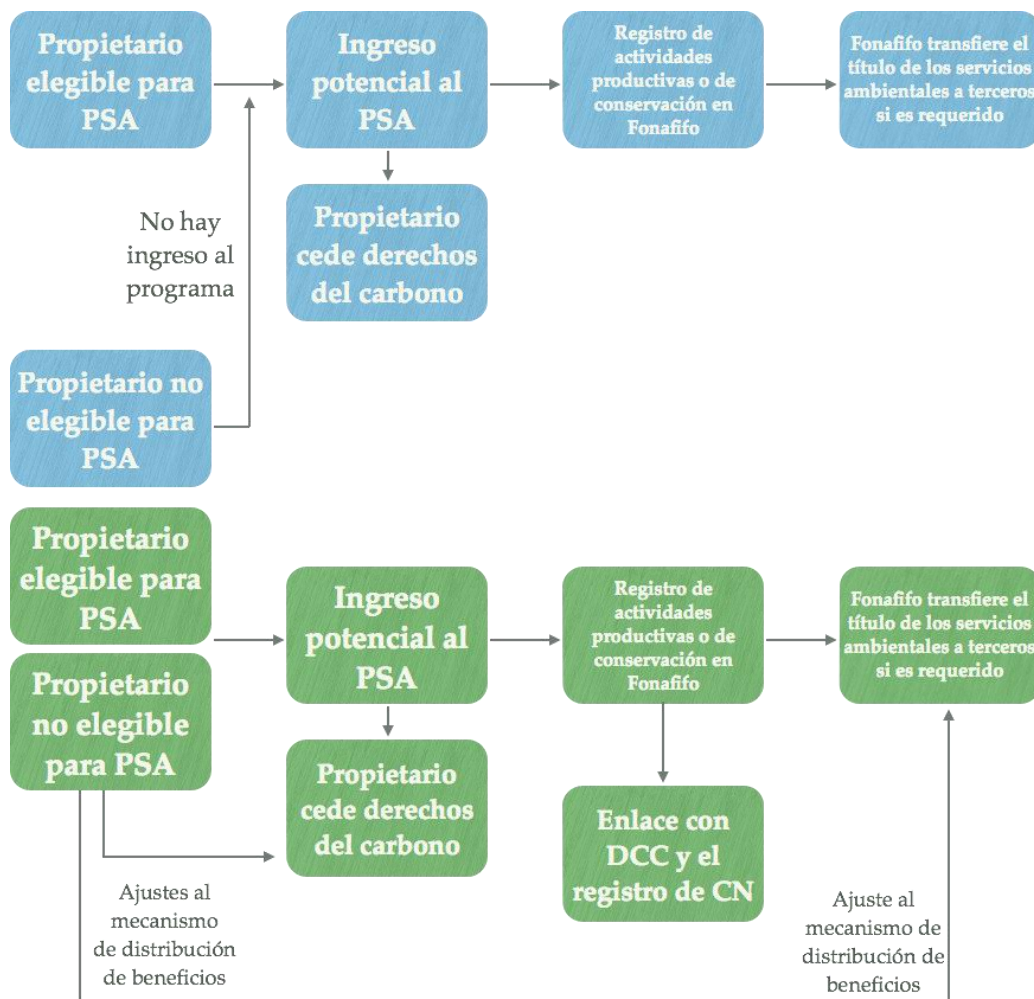 Propietario
elegible para
PSA
Ingreso
potencial al
PSA
Registro de
actividades
productivas o de
conservación en
Fonafifo
Fonafifo transfiere el
título de los servicios
ambientales a terceros
si es requerido
No hay
ingreso al
programa
Propietario
cede derechos
del carbono
Propietario no
elegible para
PSA
Propietario
elegible para
PSA
Ingreso
potencial al
PSA
Registro de
actividades
productivas o de
conservación en
Fonafifo
Fonafifo transfiere el
título de los servicios
ambientales a terceros
si es requerido
Propietario
no elegible
para PSA
Propietario
cede derechos
del carbono
Enlace con
DCC y el
registro de CN
Ajustes al
mecanismo
de distribución
de beneficios
Ajuste al
mecanismo de
distribución de
beneficios